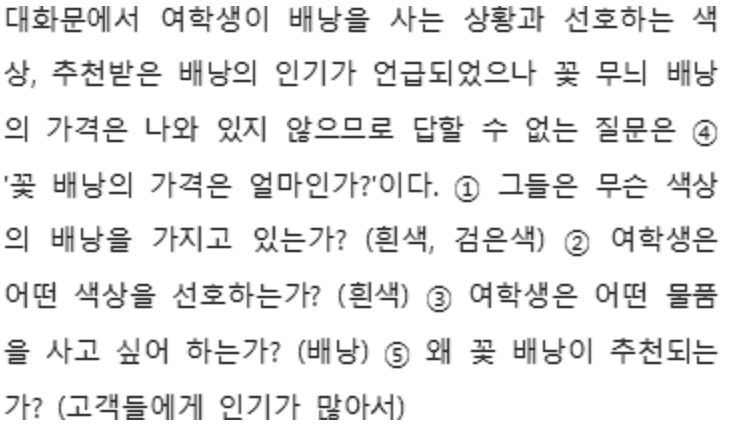 대화문에서 여학생이 배낭을 사는 상황과 선호하는 색
상, 추천받은 배낭의 인기가 언급되었으나 꽃 무늬 배낭
의 가격은 나와 있지 않으므로 답할 수 없는 질문은 ④
'꽃 배낭의 가격은 얼마인가?'이다. ① 그들은 무슨 색상
의 배낭을 가지고 있는가? (흰색, 검은색) ② 여학생은
어떤 색상을 선호하는가? (흰색) ③ 여학생은 어떤 물품
을 사고 싶어 하는가? (배낭) ⑤ 왜 꽃 배낭이 추천되는
가? (고객들에게 인기가 많아서)